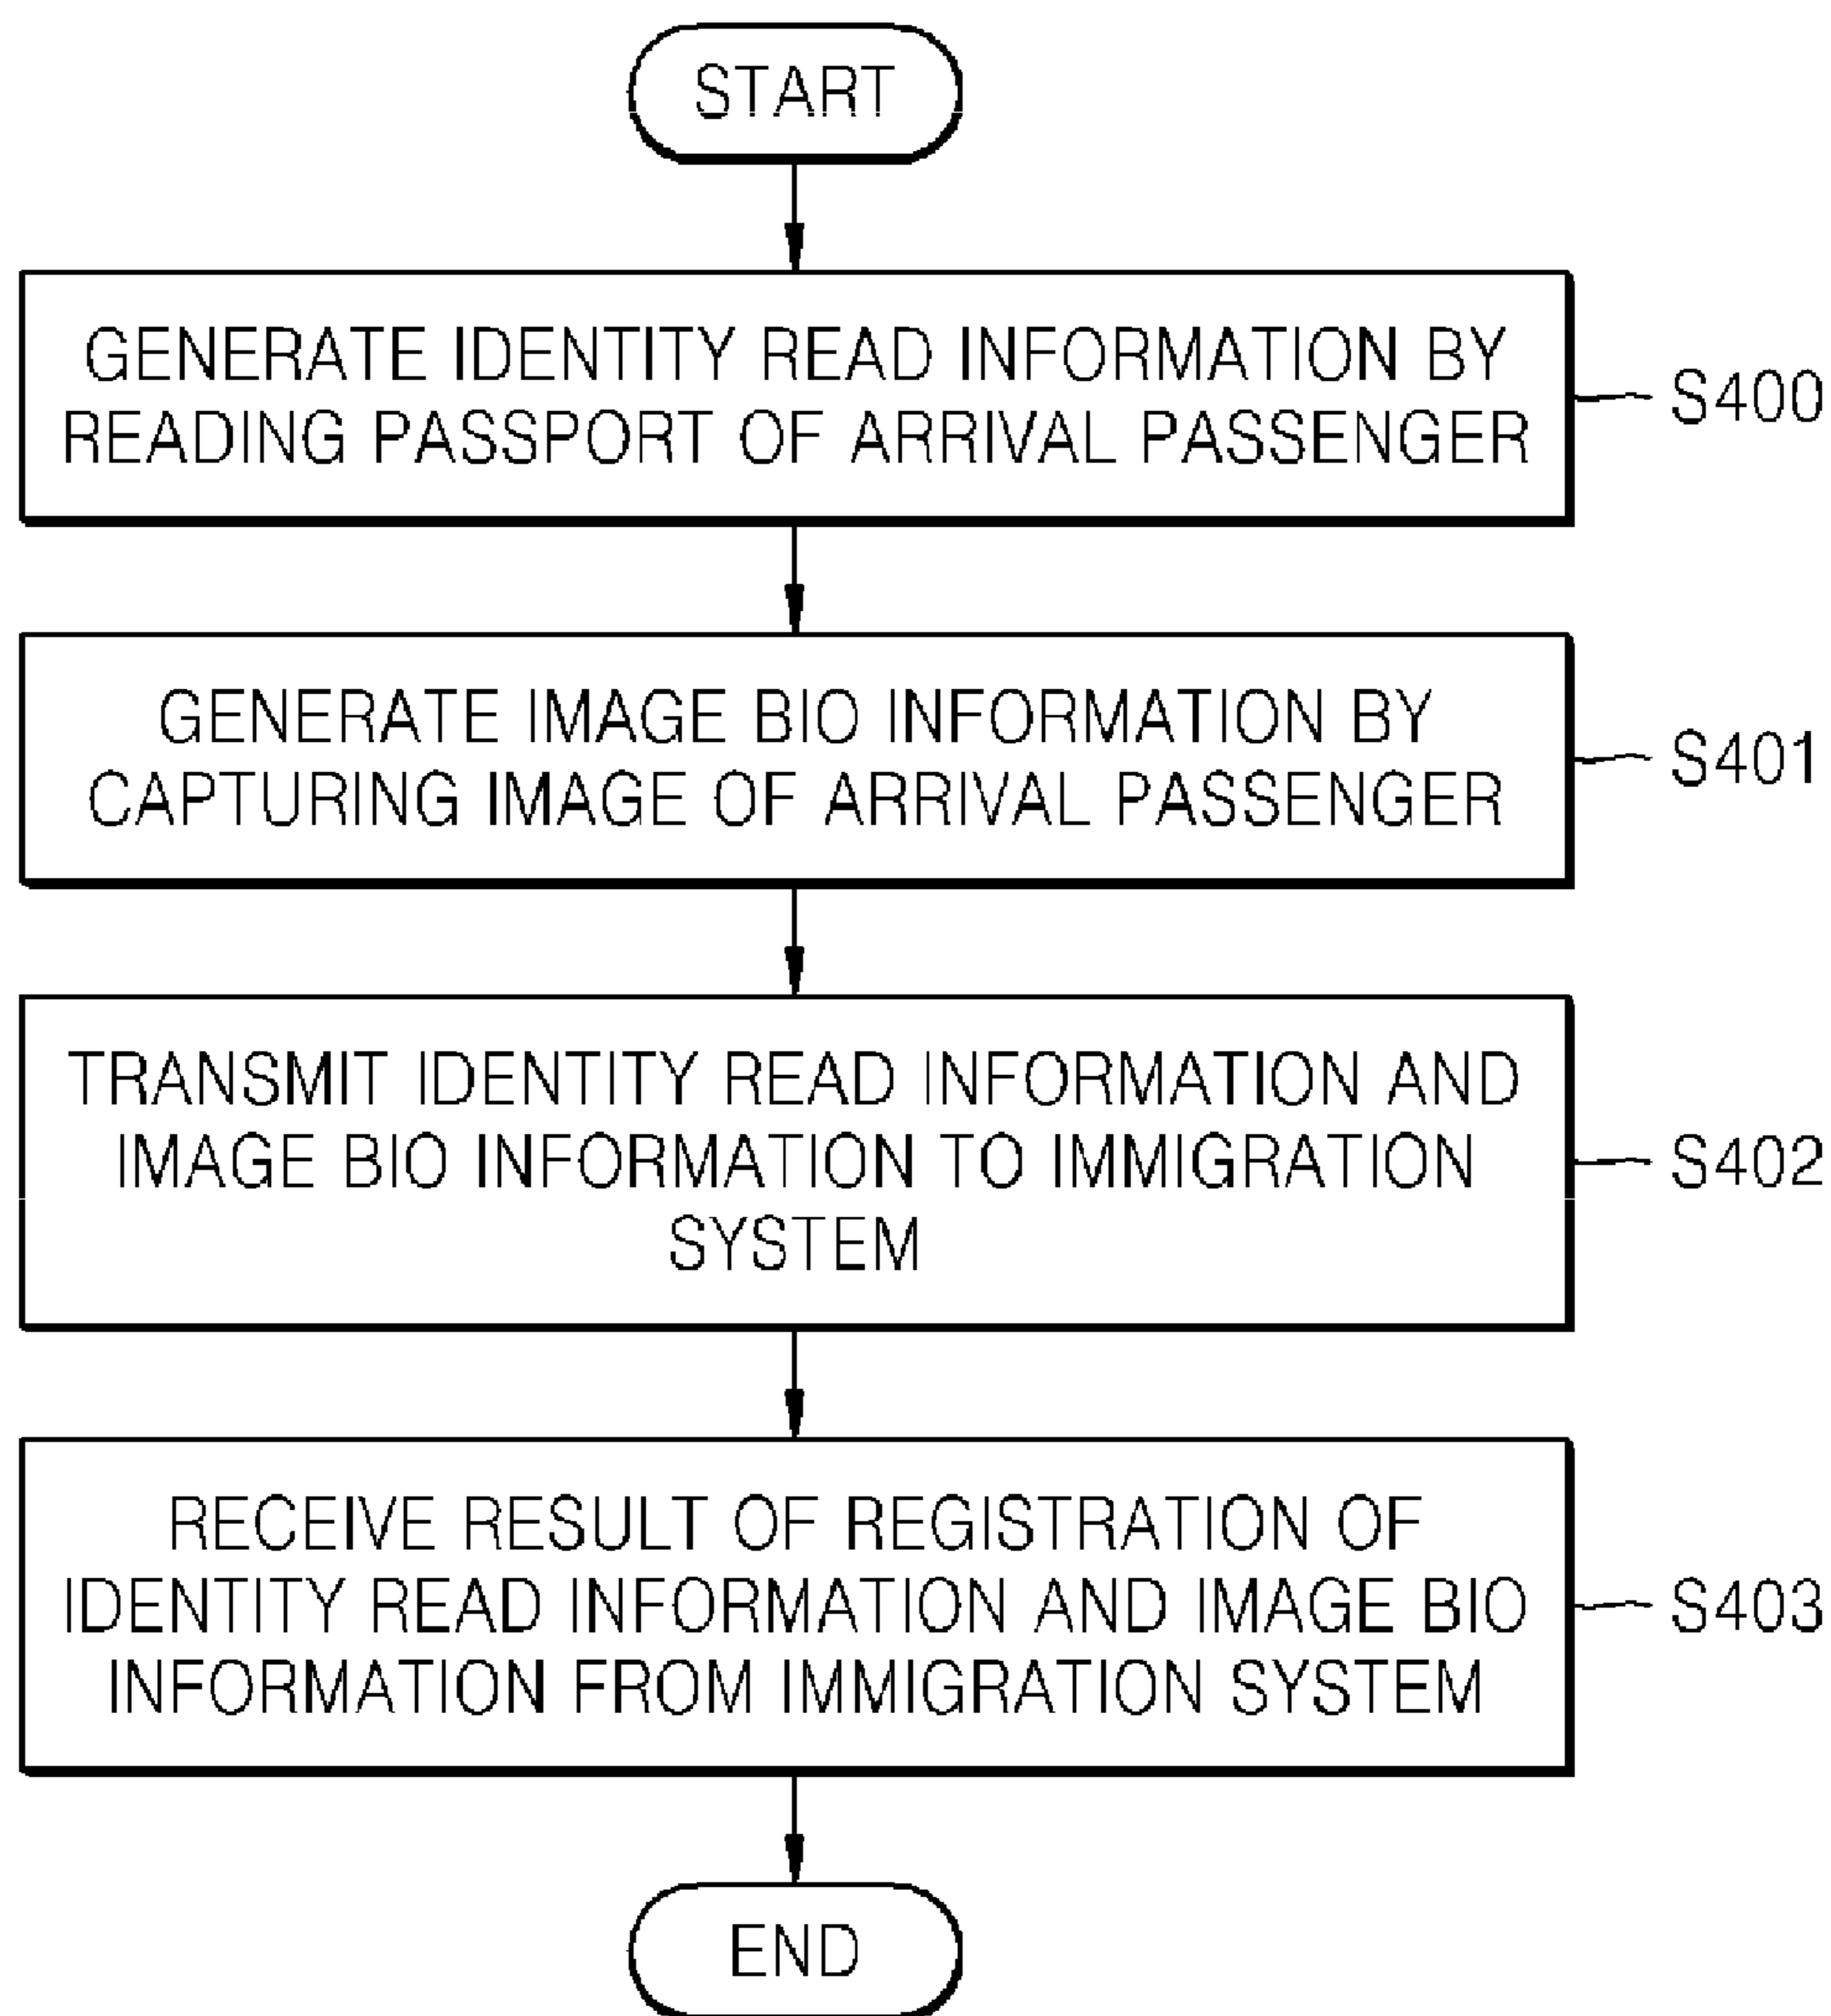 START
GENERATE IDENTITY READ INFORMATION BY
READING PASSPORT OF ARRIVAL PASSENGER
S400
GENERATE IMAGE BIO INFORMATION BY
CAPTURING IMAGE OF ARRIVAL PASSENGER
S401
TRANSMIT IDENTITY READ INFORMATION AND
IMAGE BIO INFORMATION TO IMMIGRATION
SYSTEM
S402
RECEIVE RESULT OF REGISTRATION OF
IDENTITY READ INFORMATION AND IMAGE BIO
INFORMATION FROM IMMIGRATION SYSTEM
S403
END